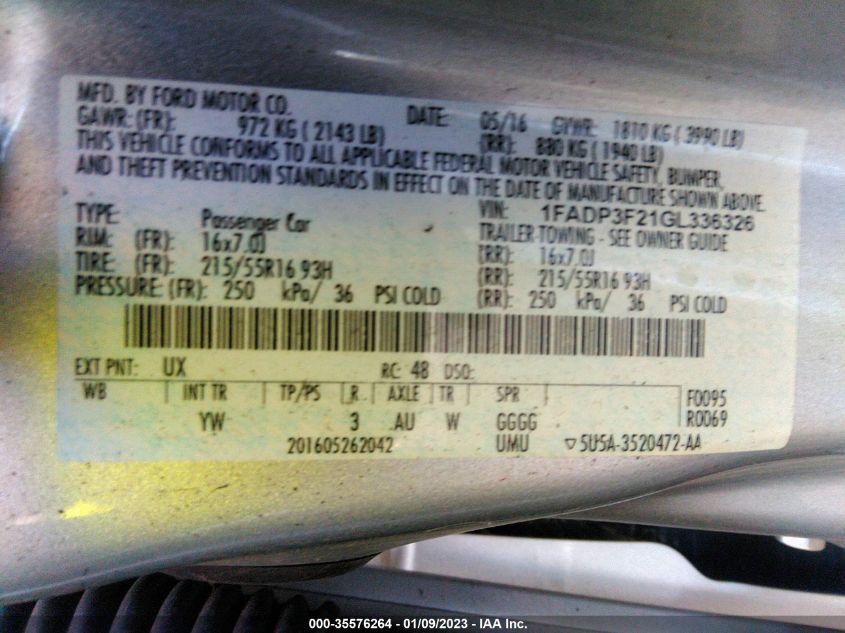 MFD. BY FORD MOTOR CO.
DATE: 05/16 GVWR: 1810 KG ( 3990 LB)
GAWR: (FR): 972 KG ( 2143 LB) (RR): 880 KG ( 1940 LB)
THIS VEHICLE CONFORMS TO ALL APPLICABLE FEDERAL MOTOR VEHICLE SAFETY, BUMPER,
AND THEFT PREVENTION STANDARDS IN EFFECT ON THE DATE OF MANUFACTURE SHOWN ABOVE.
VIN: 1FADP3F21GL336326
TYPE: Passenger Car TRAILER TOWING - SEE OWNER GUIDE
RIM: (FR): 16x7.0J (RR): 16x7.0J
TIRE: (FR): 215/55R16 93H (RR): 215/55R16 93H
PRESSURE: (FR): 250 kPa/ 36 PSI COLD (RR): 250 kPa/ 36 PSI COLD
EXT PNT: UX RC: 48 DSO:
WB INT TR TP/PS R AXLE TR SPR F0095
YW 3 AU W GGGG R0069
201605262042 UMU ▽5U5A-3520472-AA
000-35576264 - 01/09/2023 - IAA Inc.